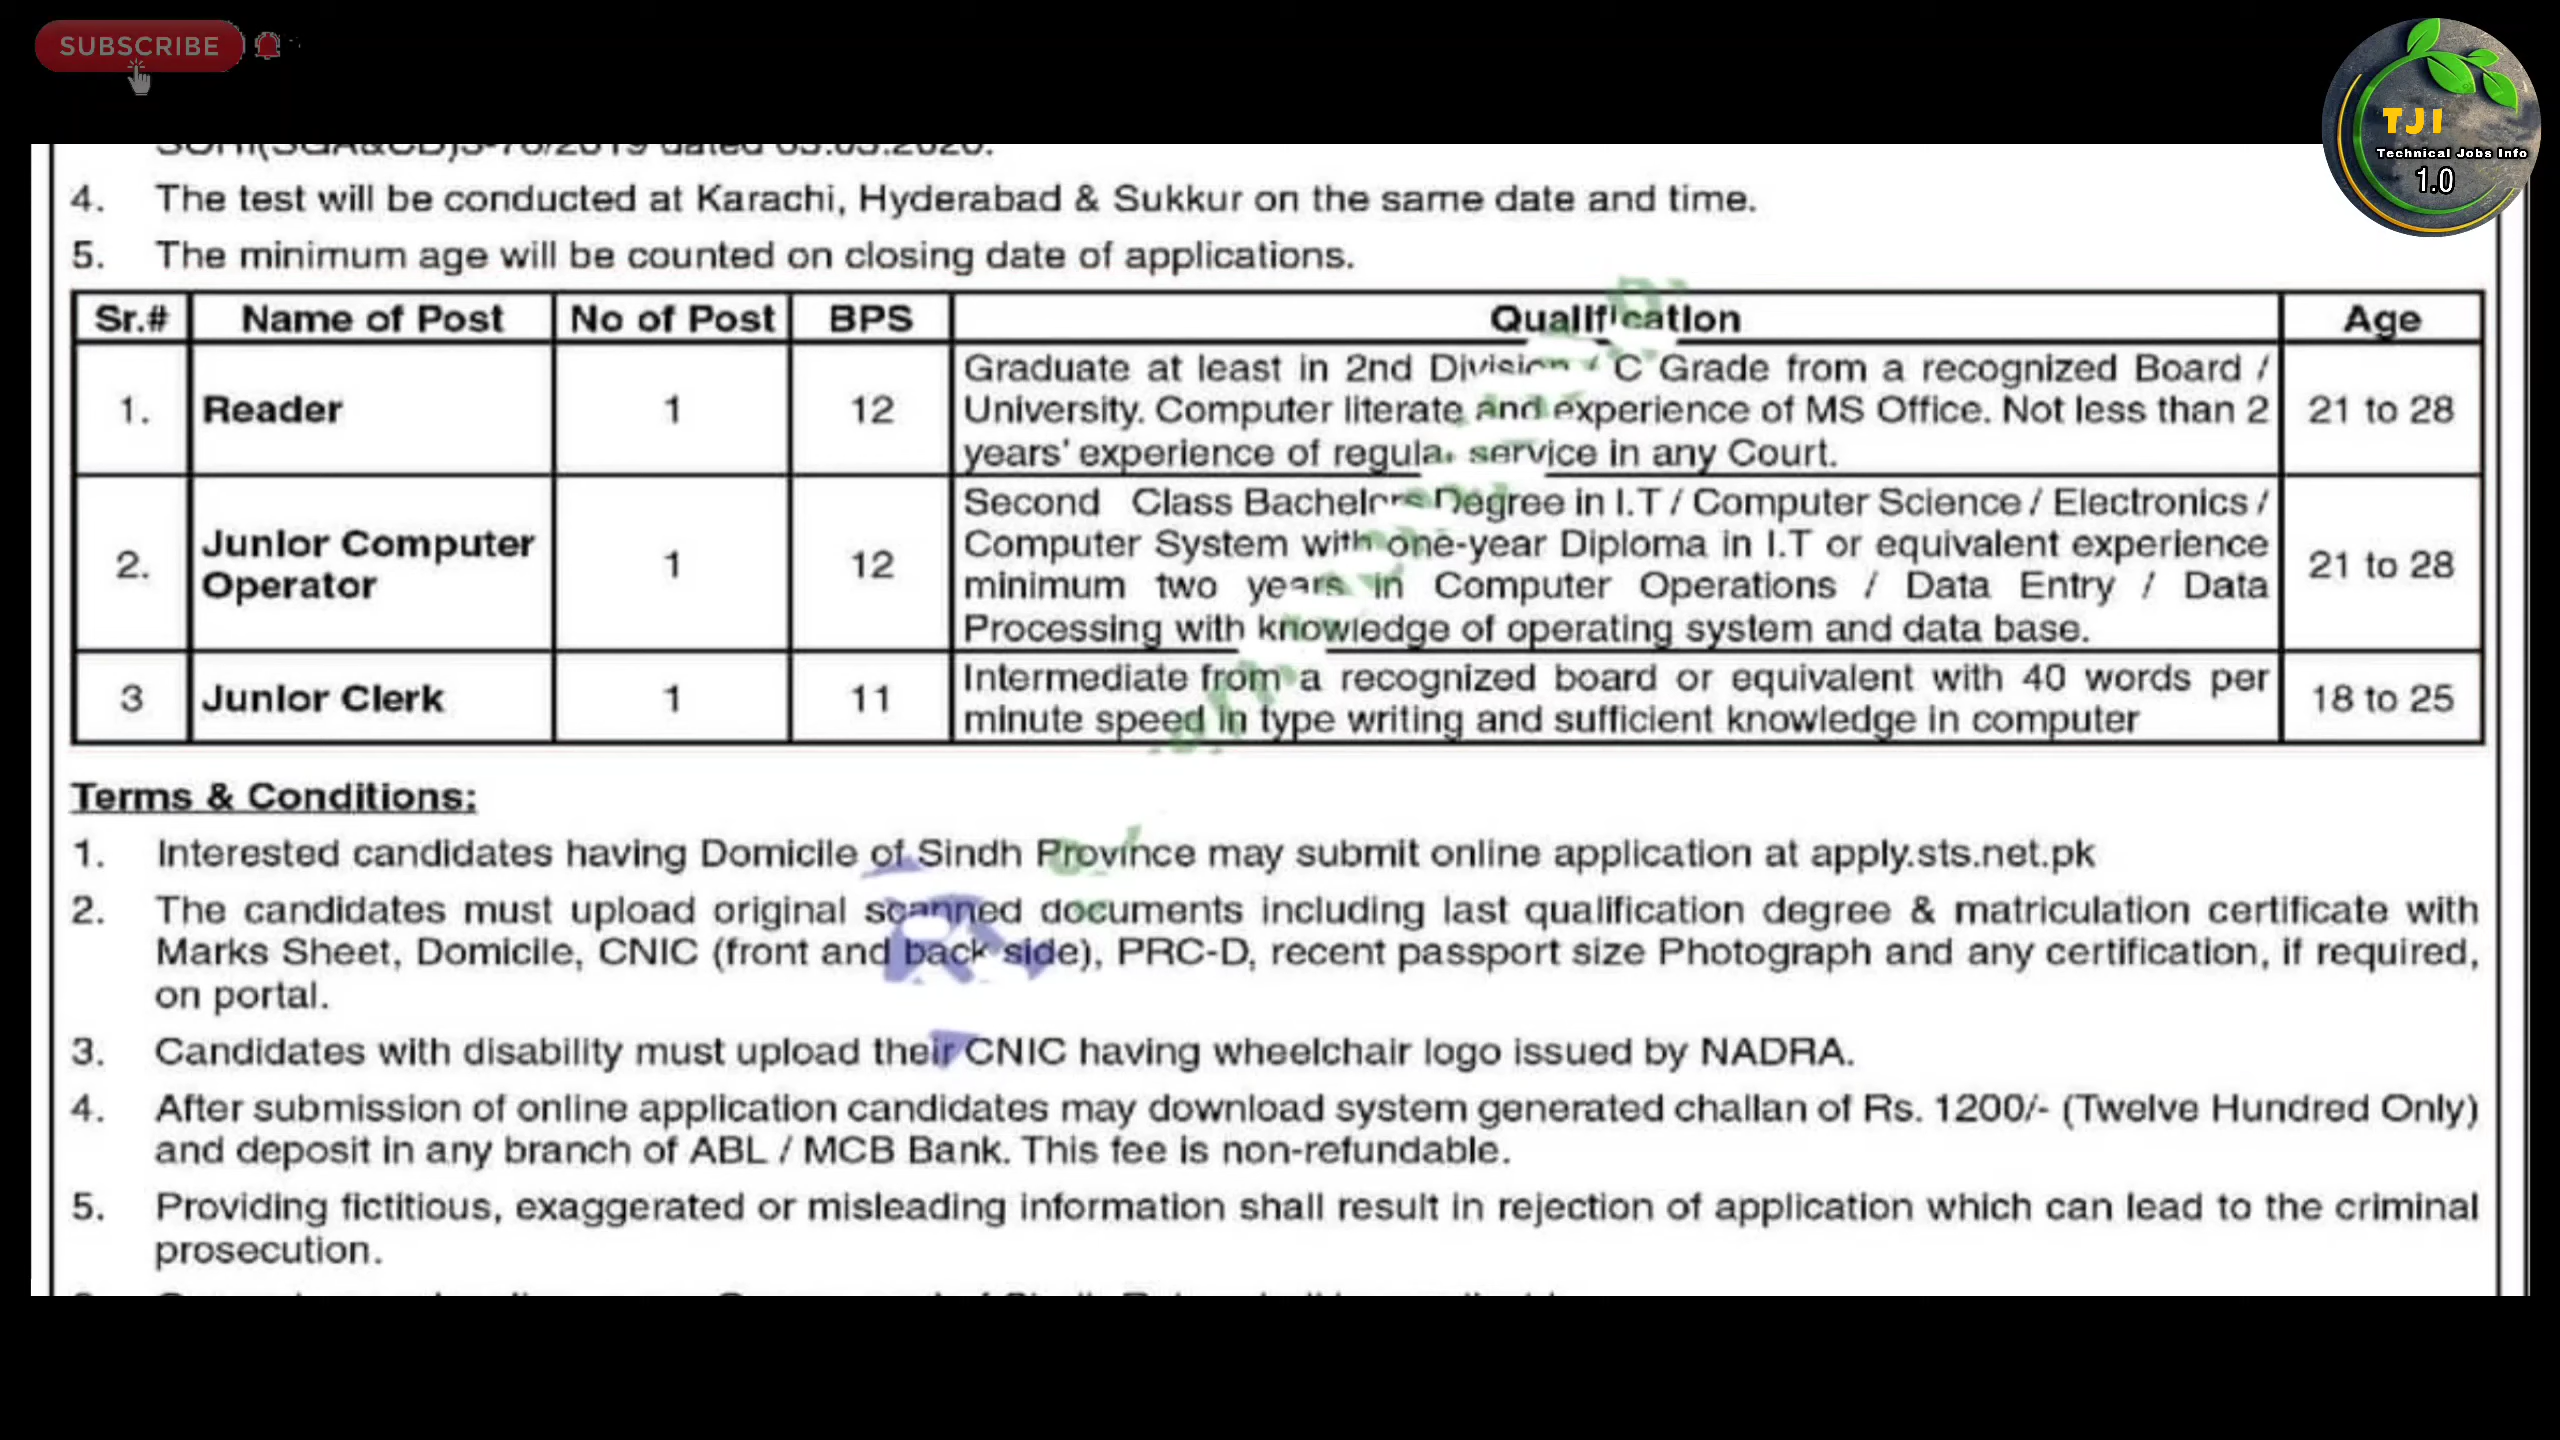 SUBSCRIBE
TJI
Technical Jobs Info
1.0
4. The test will be conducted at Karachi, Hyderabad & Sukkur on the same date and time.
5. The minimum age will be counted on closing date of applications.
Sr.# Name of Post No of Post BPS Qualification Age
1. Reader 1 12 Graduate at least in 2nd Division / C Grade from a recognized Board /
University. Computer literate and experience of MS Office. Not less than 2
years' experience of regular service in any Court. 21 to 28
2. Junior Computer
Operator 1 12 Second Class Bachelors Degree in I.T / Computer Science / Electronics /
Computer System with one-year Diploma in I.T or equivalent experience
minimum two years in Computer Operations / Data Entry / Data
Processing with knowledge of operating system and data base. 21 to 28
3 Junior Clerk 1 11 Intermediate from a recognized board or equivalent with 40 words per
minute speed in type writing and sufficient knowledge in computer 18 to 25
Terms & Conditions:
1. Interested candidates having Domicile of Sindh Province may submit online application at apply.sts.net.pk
2. The candidates must upload original scanned documents including last qualification degree & matriculation certificate with
Marks Sheet, Domicile, CNIC (front and back side), PRC-D, recent passport size Photograph and any certification, if required,
on portal.
3. Candidates with disability must upload their CNIC having wheelchair logo issued by NADRA.
4. After submission of online application candidates may download system generated challan of Rs. 1200/- (Twelve Hundred Only)
and deposit in any branch of ABL / MCB Bank. This fee is non-refundable.
5. Providing fictitious, exaggerated or misleading information shall result in rejection of application which can lead to the criminal
prosecution.